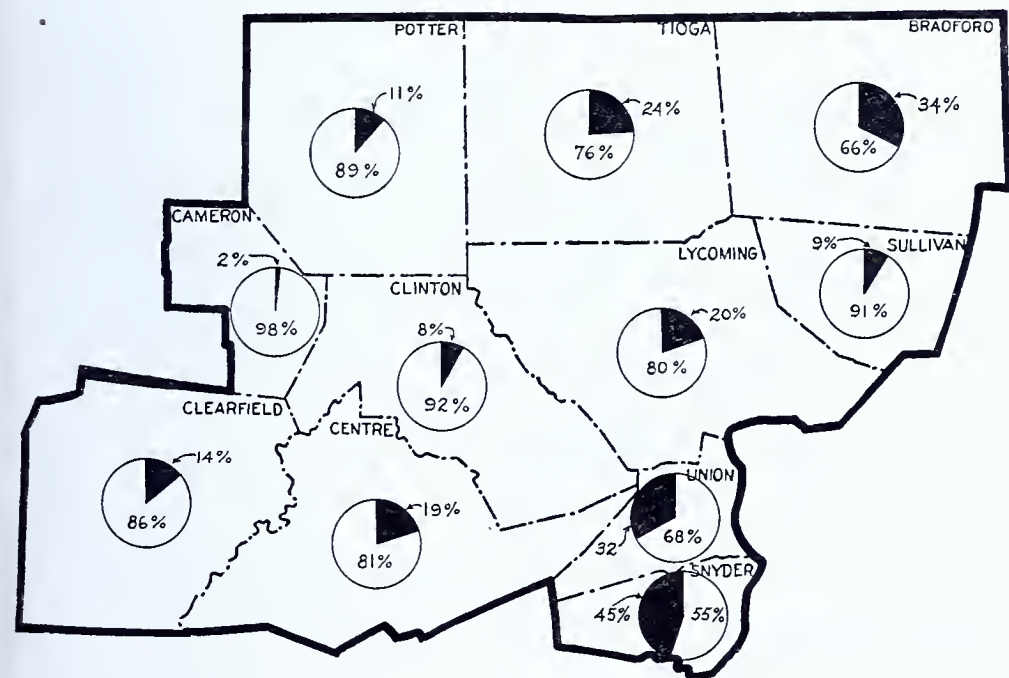 POTTER
TIOGA
BRADFORD
11%
89%
24%
76%
34%
66%
CAMERON
2%
98%
CLINTON
8%
92%
LYCOMING
20%
80%
SULLIVAN
9%
91%
CLEARFIELD
14%
86%
CENTRE
19%
81%
UNION
32
68%
SNYDER
45%
55%